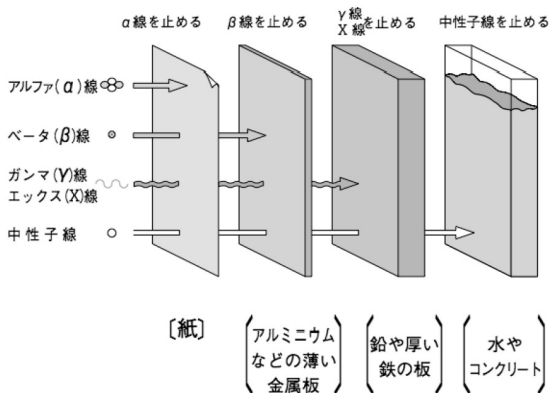 α線を止める
β線を止める
γ線
X線を止める
中性子線を止める
アルファ(α)線
ベータ(β)線
ガンマ(γ)線
エックス(X)線
中性子線
〔紙〕
アルミニウム
などの薄い
金属板
鉛や厚い
鉄の板
水や
コンクリート